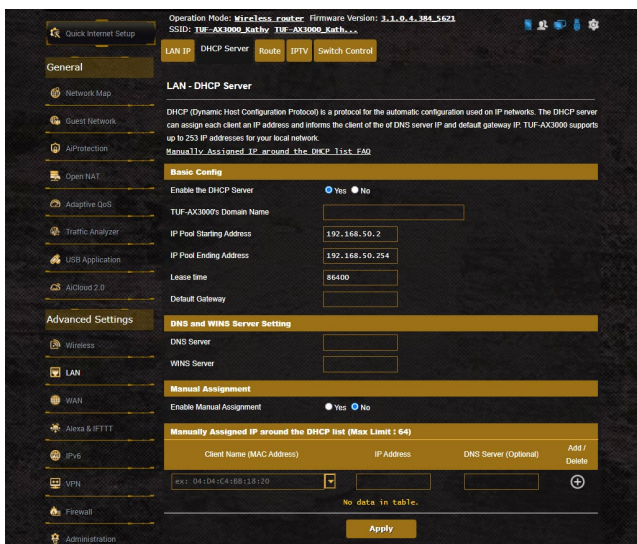 Operation Mode: Wireless router Firmware Version: 3.1.0.4.384_5621
SSID: TUF-AX3000_Kathy TUF-AX3000_Kath...
Quick Internet Setup
General
Network Map
Guest Network
AiProtection
Open NAT
Adaptive QoS
Traffic Analyzer
USB Application
AiCloud 2.0
Advanced Settings
Wireless
LAN
WAN
Alexa & IFTTT
IPv6
VPN
Firewall
Administration
LAN IP DHCP Server Route IPTV Switch Control
LAN - DHCP Server
DHCP (Dynamic Host Configuration Protocol) is a protocol for the automatic configuration used on IP networks. The DHCP server
can assign each client an IP address and informs the client of the of DNS server IP and default gateway IP. TUF-AX3000 supports
up to 253 IP addresses for your local network.
Manually Assigned IP around the DHCP list FAQ
Basic Config
Enable the DHCP Server Yes No
TUF-AX3000's Domain Name
IP Pool Starting Address 192.168.50.2
IP Pool Ending Address 192.168.50.254
Lease time 86400
Default Gateway
DNS and WINS Server Setting
DNS Server
WINS Server
Manual Assignment
Enable Manual Assignment Yes No
Manually Assigned IP around the DHCP list (Max Limit : 64)
Client Name (MAC Address) IP Address DNS Server (Optional) Add / Delete
ex: 04:D4:C4:BB:18:20
No data in table.
Apply